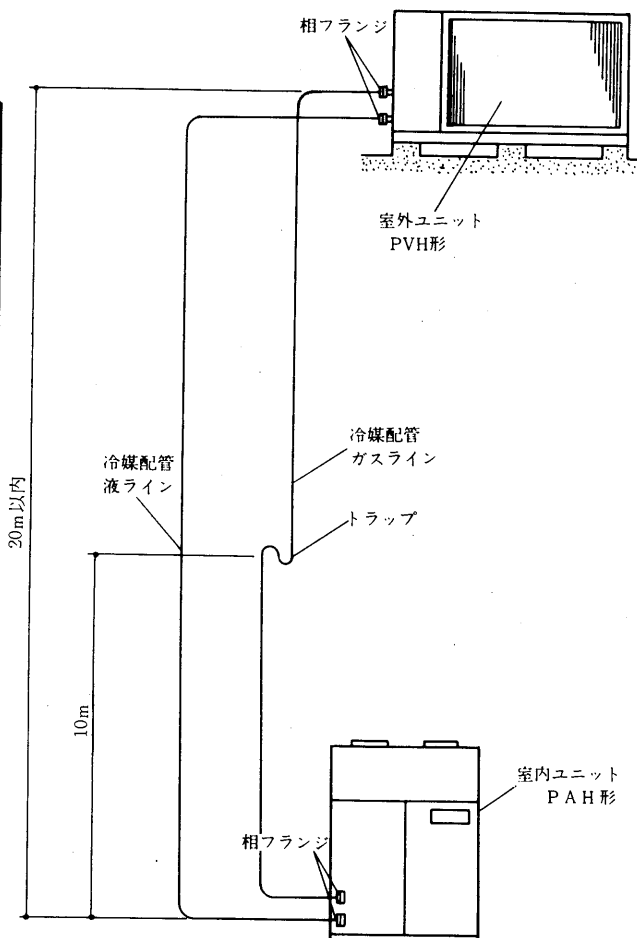 相フランジ
室外ユニット
PVH形
冷媒配管
ガスライン
冷媒配管
液ライン
トラップ
20m以内
10m
室内ユニット
PAH形
相フランジ